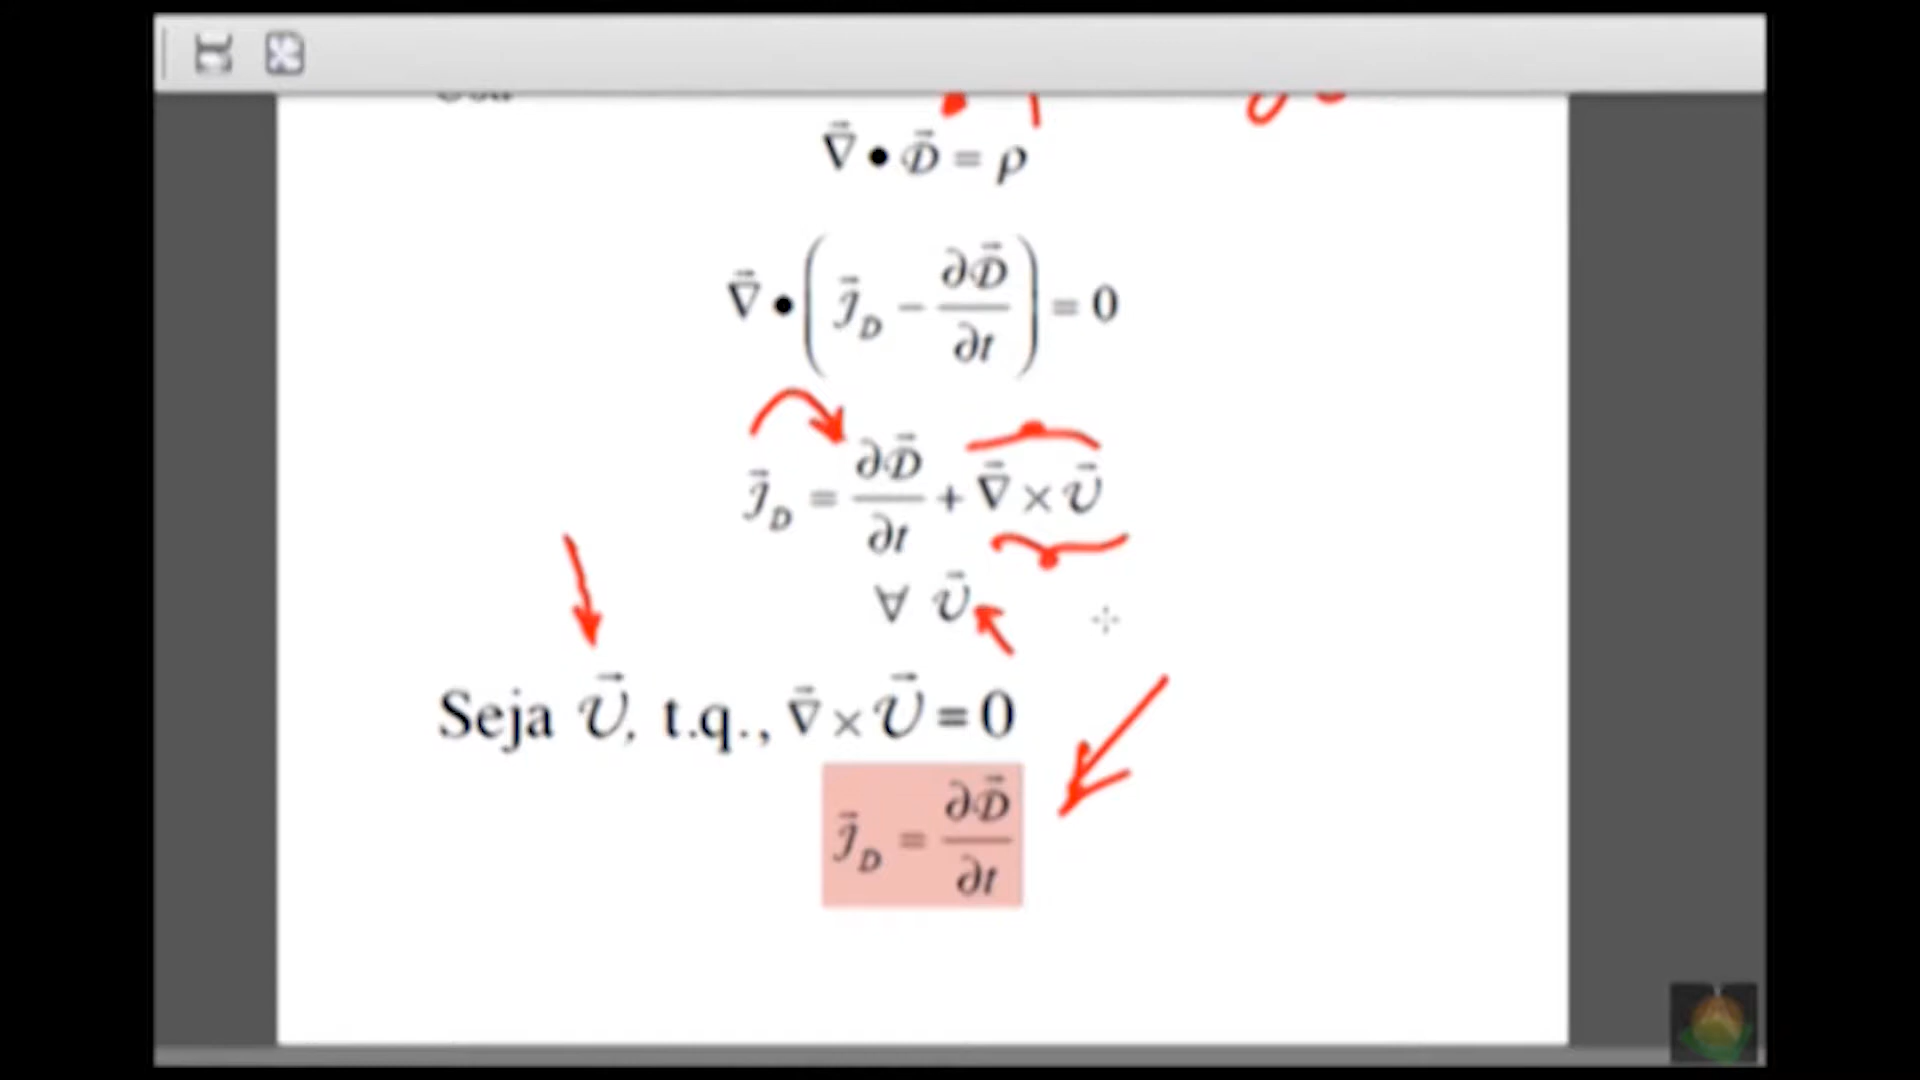 ∇⃗ • 𝒟⃗ = ρ
∇⃗ • ( 𝒥⃗_D − ∂𝒟⃗/∂t ) = 0
𝒥⃗_D = ∂𝒟⃗/∂t + ∇⃗ × 𝒰⃗
∀ 𝒰⃗
Seja 𝒰⃗, t.q., ∇⃗ × 𝒰⃗ = 0
𝒥⃗_D = ∂𝒟⃗/∂t